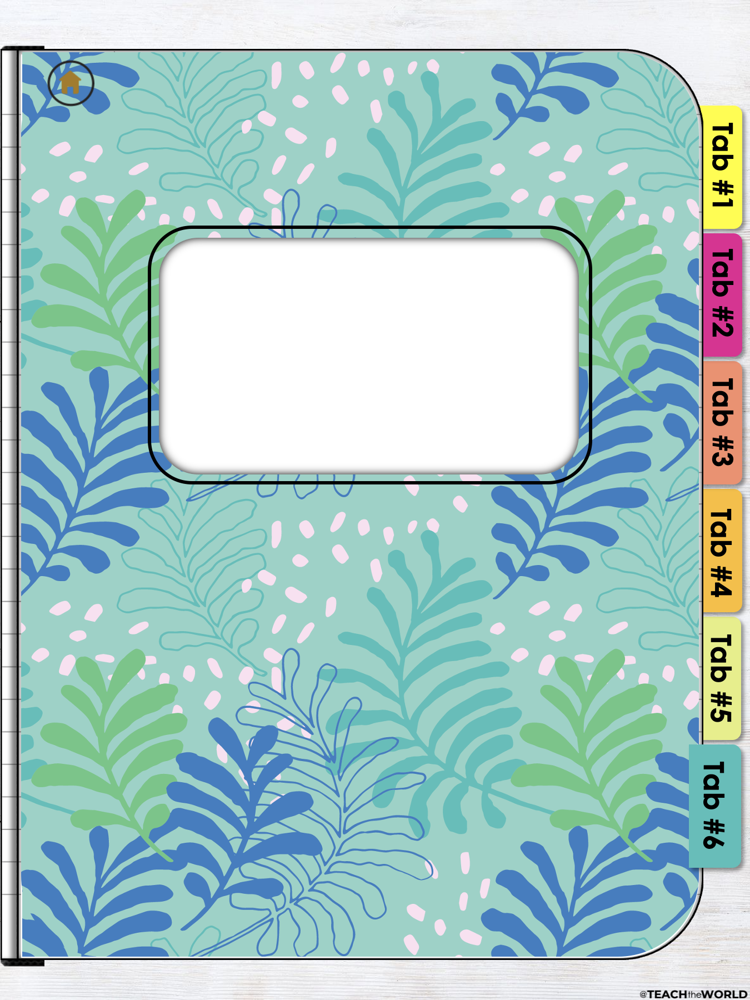 Tab #1
Tab #2
Tab #3
Tab #4
Tab #5
Tab #6
@TEACHtheWORLD